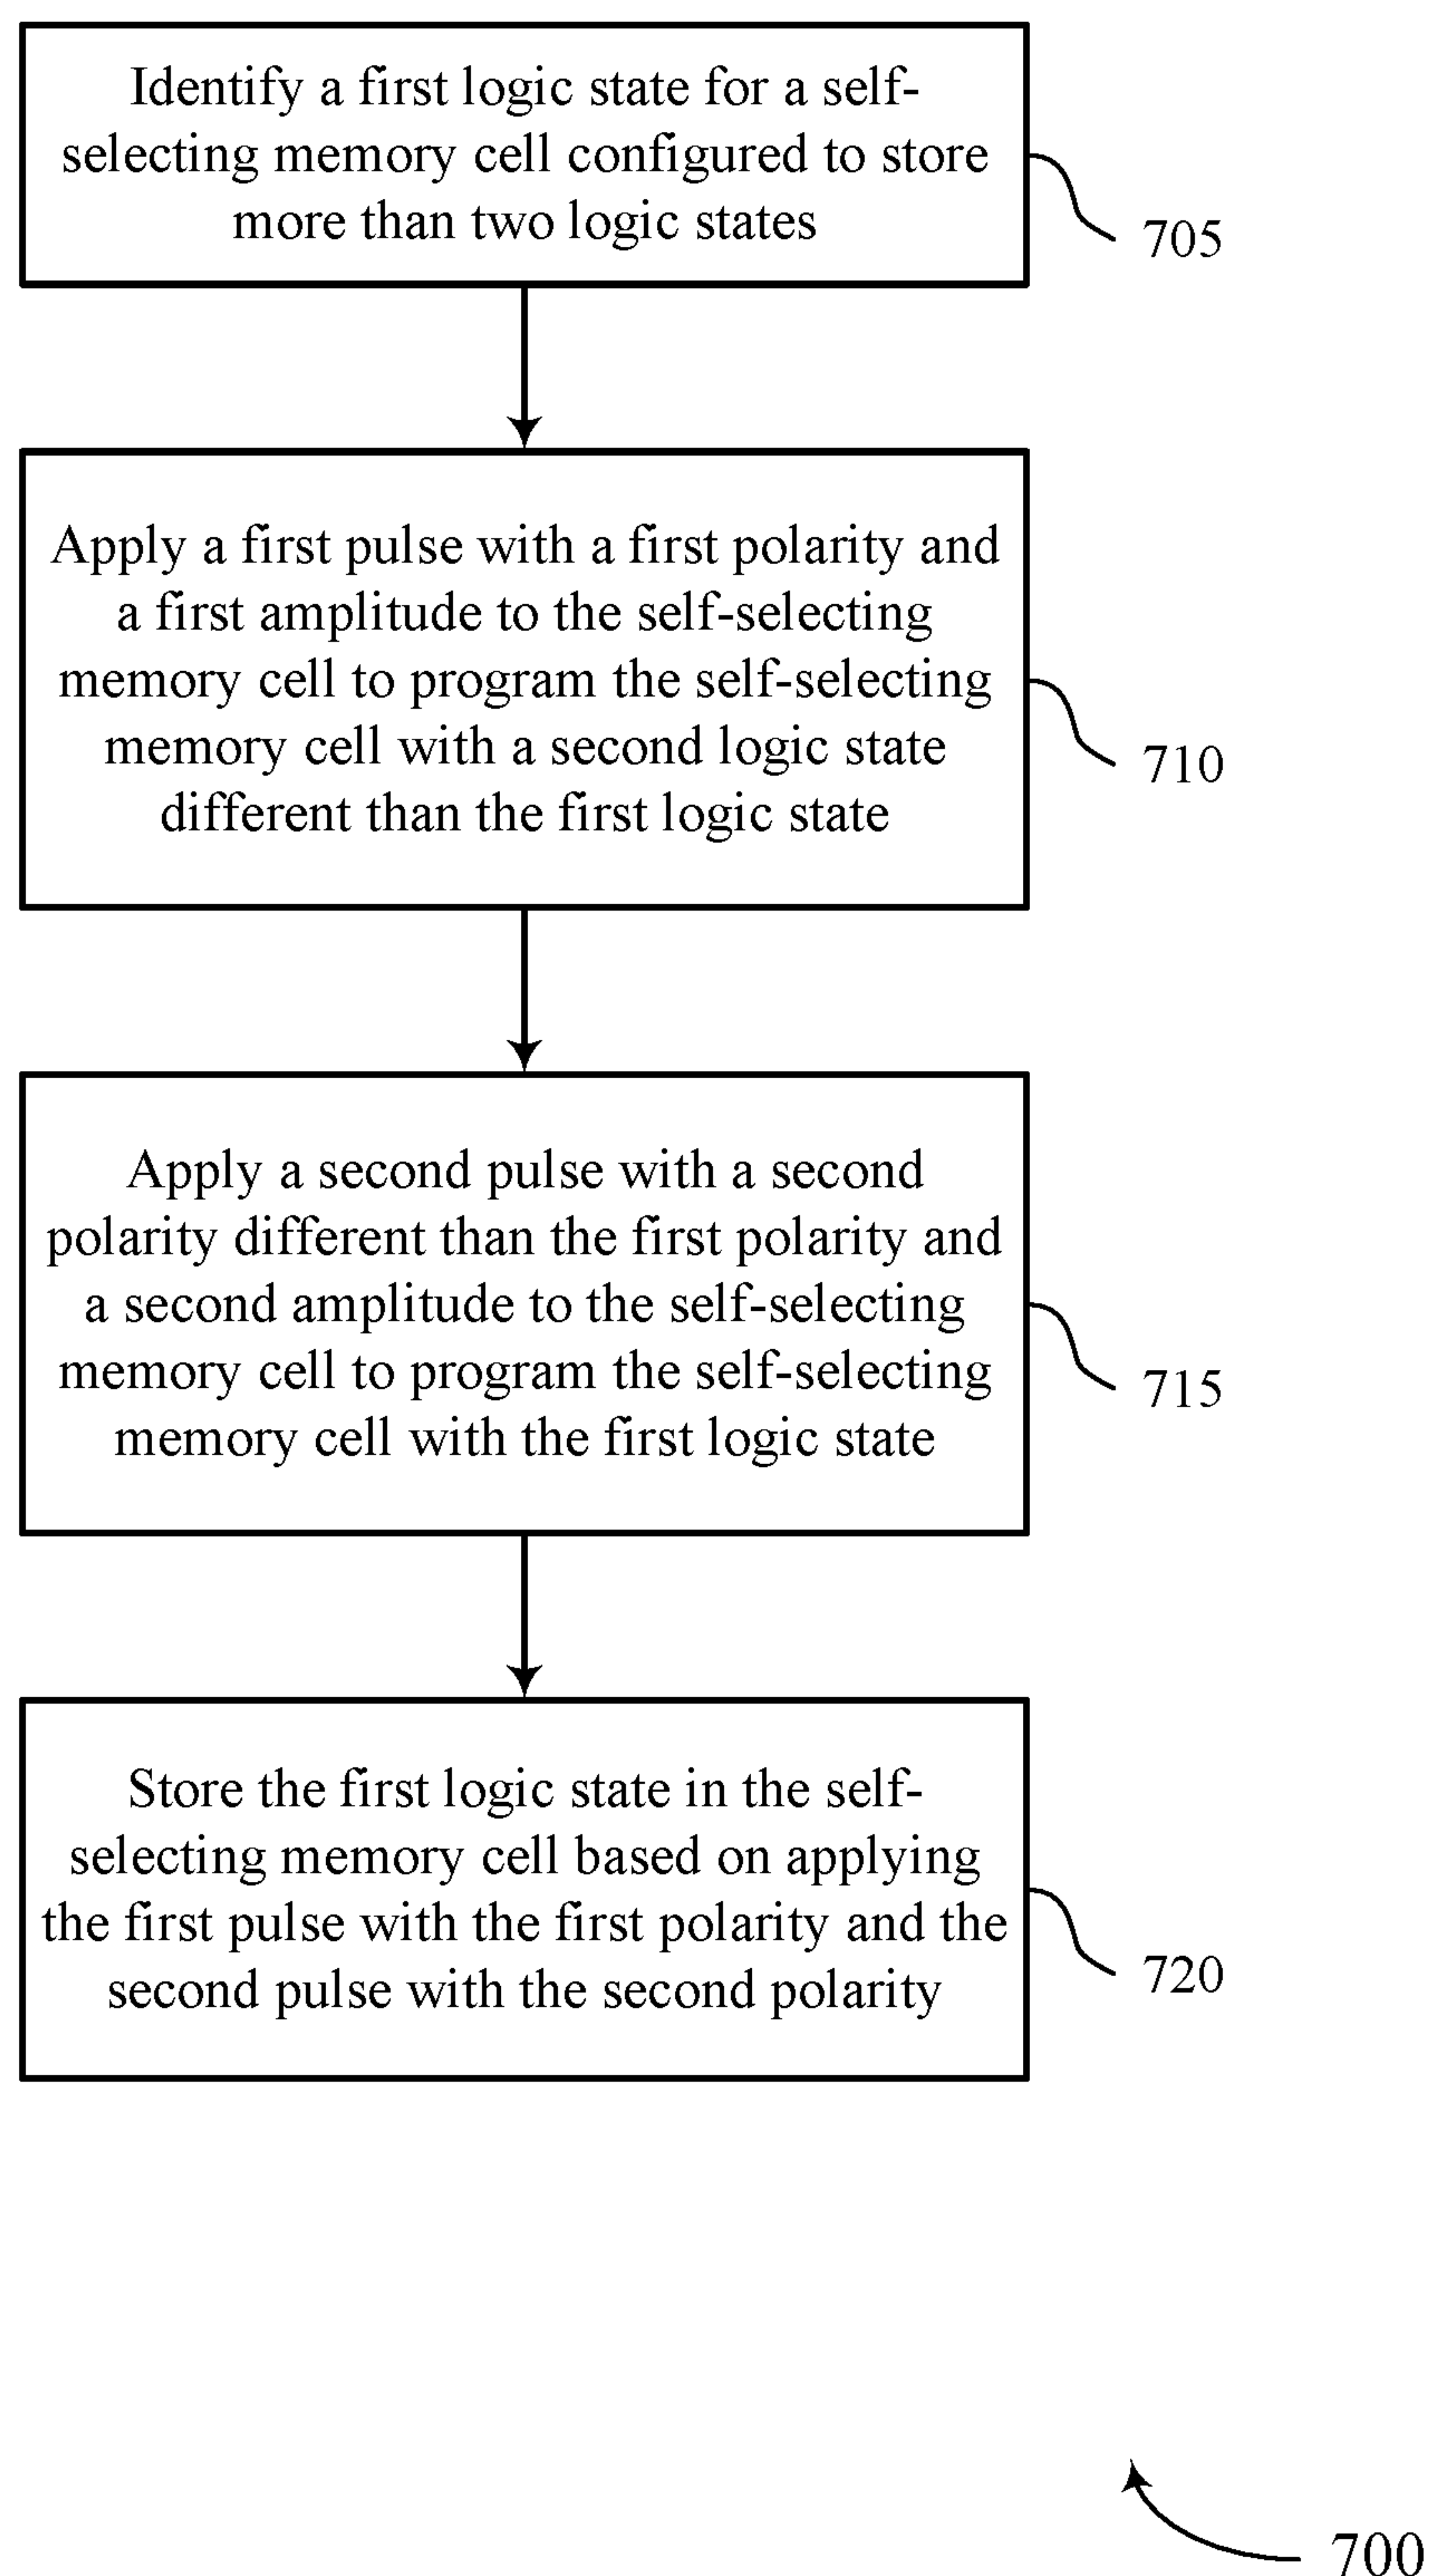 Identify a first logic state for a self-
selecting memory cell configured to store
more than two logic states
705
Apply a first pulse with a first polarity and
a first amplitude to the self-selecting
memory cell to program the self-selecting
memory cell with a second logic state
different than the first logic state
710
Apply a second pulse with a second
polarity different than the first polarity and
a second amplitude to the self-selecting
memory cell to program the self-selecting
memory cell with the first logic state
715
Store the first logic state in the self-
selecting memory cell based on applying
the first pulse with the first polarity and the
second pulse with the second polarity
720
700